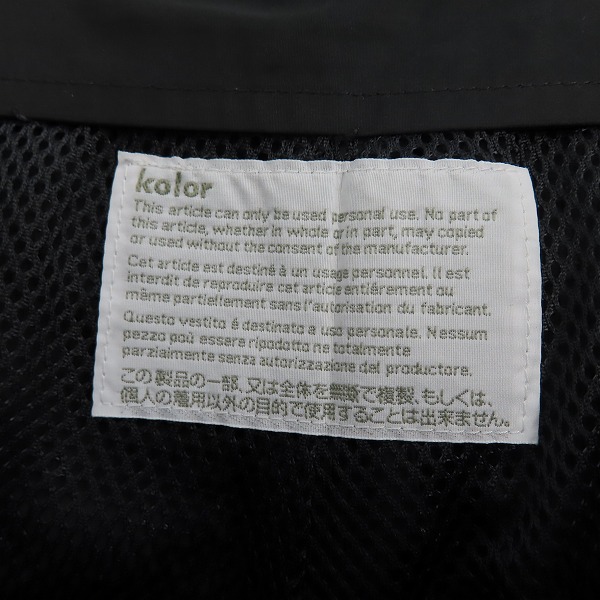 kolor
This article can only be used personal use. No part of
this article, whether in whole or in part, may copied
or used without the consent of the manufacturer.
Cet article est destiné à un usage personnel. Il est
interdit de reproduire cet article entiérement ou
même partiellement sans l'autorisation du fabricant.
Questo vestito é destinato a uso personale. Nessum
pezzo puó essere ripodotto ne totalmente
parzialmente senza autorizzazione del produttore.
この製品の一部、又は全体を無断で複製、もしくは、
個人の着用以外の目的で使用することは出来ません。